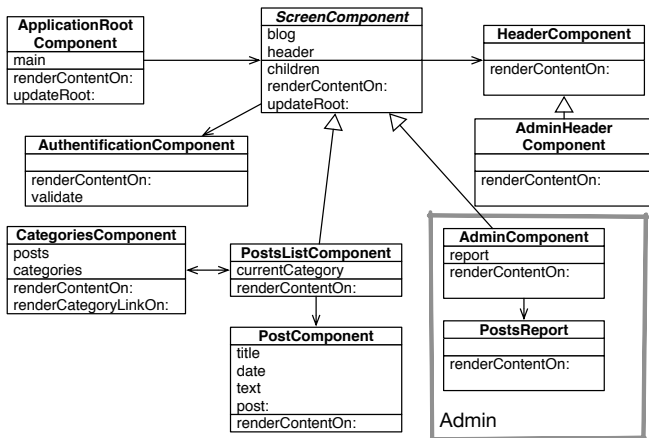 ApplicationRoot
Component
main
renderContentOn:
updateRoot:
ScreenComponent
blog
header
children
renderContentOn:
updateRoot:
HeaderComponent
renderContentOn:
AdminHeader
Component
renderContentOn:
AuthentificationComponent
renderContentOn:
validate
CategoriesComponent
posts
categories
renderContentOn:
renderCategoryLinkOn:
PostsListComponent
currentCategory
renderContentOn:
AdminComponent
report
renderContentOn:
PostComponent
title
date
text
post:
renderContentOn:
PostsReport
renderContentOn:
Admin